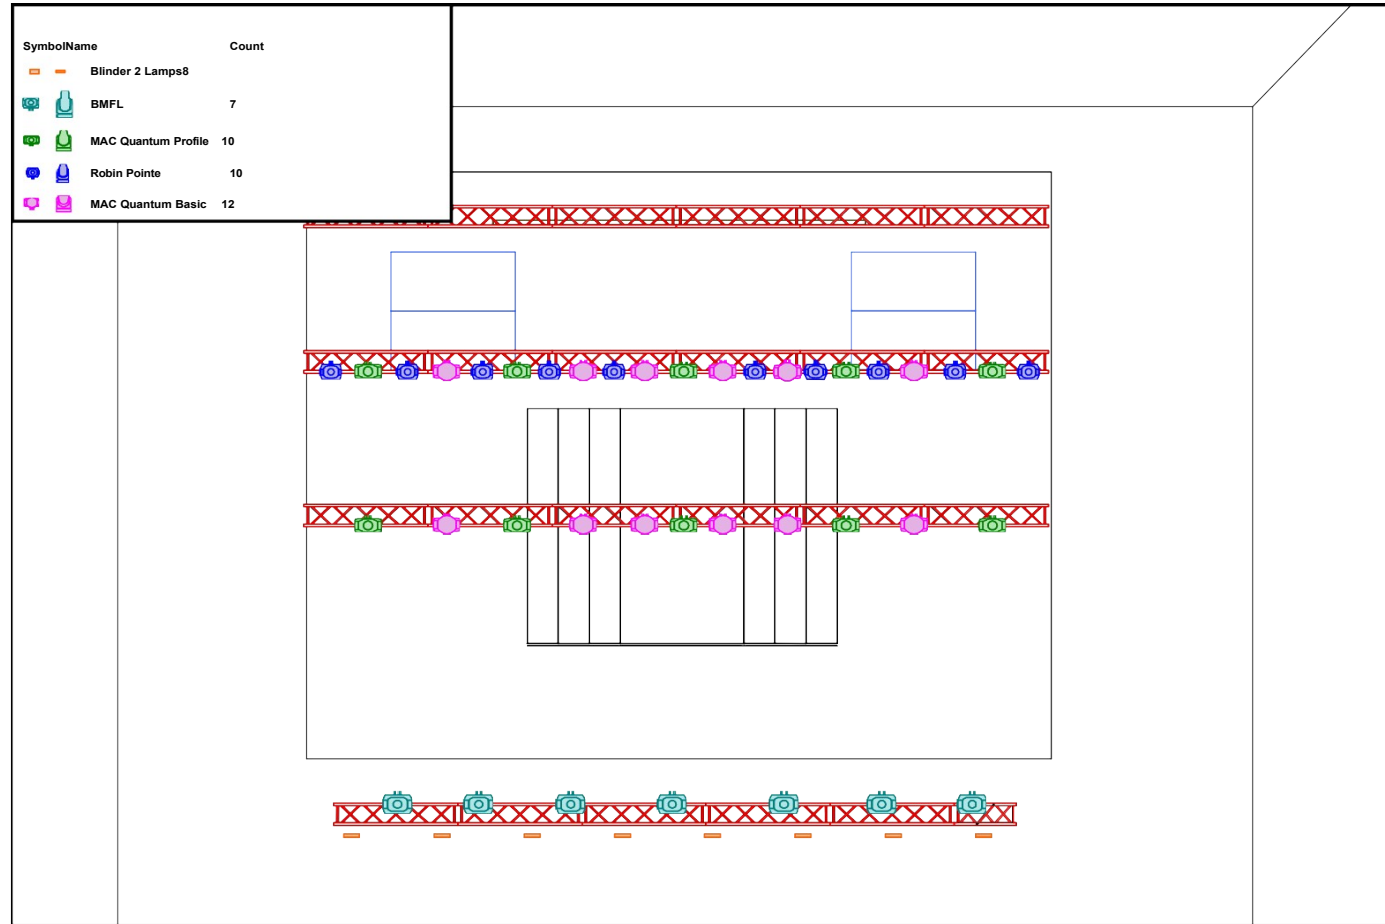 SymbolName Count
Blinder 2 Lamps8
BMFL 7
MAC Quantum Profile 10
Robin Pointe 10
MAC Quantum Basic 12